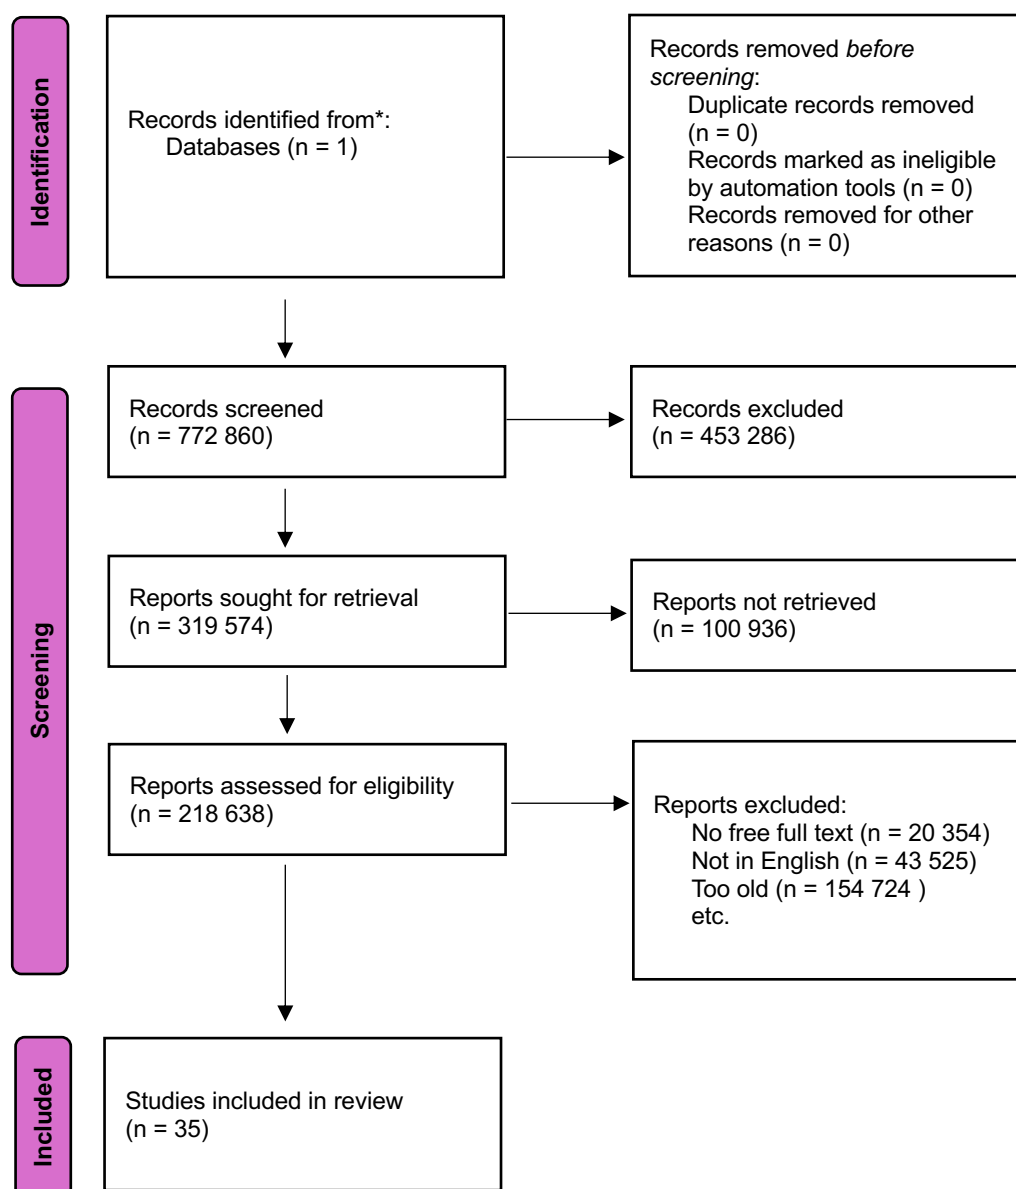 Identification
Records identified from*:
Databases (n = 1)
Records removed before
screening:
Duplicate records removed
(n = 0)
Records marked as ineligible
by automation tools (n = 0)
Records removed for other
reasons (n = 0)
Screening
Records screened
(n = 772 860)
Records excluded
(n = 453 286)
Reports sought for retrieval
(n = 319 574)
Reports not retrieved
(n = 100 936)
Reports assessed for eligibility
(n = 218 638)
Reports excluded:
No free full text (n = 20 354)
Not in English (n = 43 525)
Too old (n = 154 724 )
etc.
Included
Studies included in review
(n = 35)